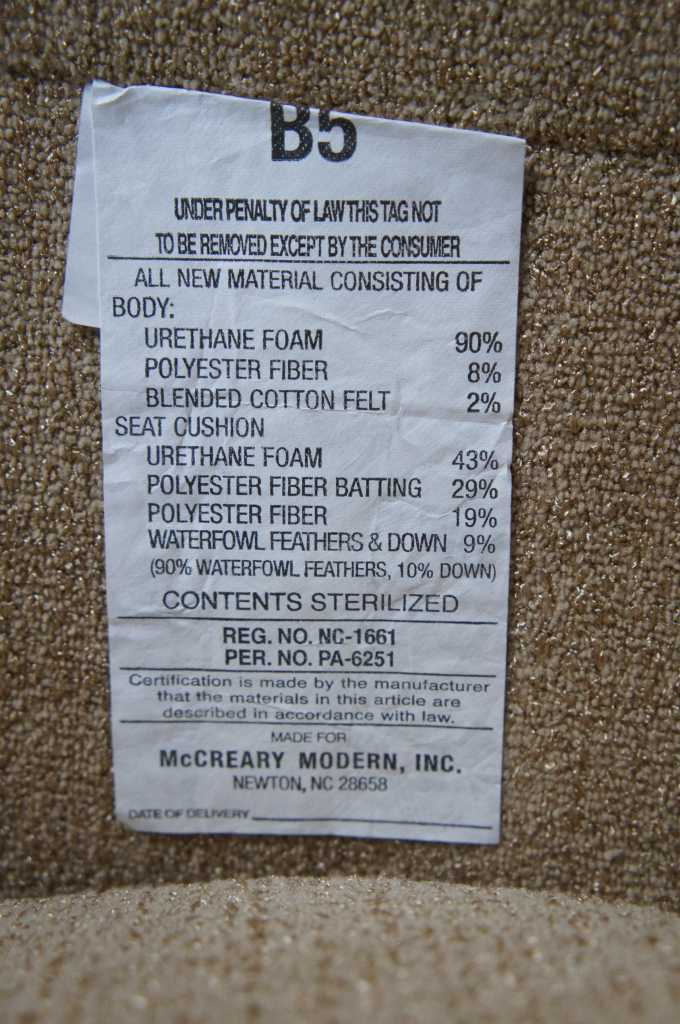 B5
UNDER PENALTY OF LAW THIS TAG NOT
TO BE REMOVED EXCEPT BY THE CONSUMER
ALL NEW MATERIAL CONSISTING OF
BODY:
URETHANE FOAM 90%
POLYESTER FIBER 8%
BLENDED COTTON FELT 2%
SEAT CUSHION
URETHANE FOAM 43%
POLYESTER FIBER BATTING 29%
POLYESTER FIBER 19%
WATERFOWL FEATHERS & DOWN 9%
(90% WATERFOWL FEATHERS, 10% DOWN)
CONTENTS STERILIZED
REG. NO. NC-1661
PER. NO. PA-6251
Certification is made by the manufacturer
that the materials in this article are
described in accordance with law.
MADE FOR
McCREARY MODERN, INC.
NEWTON, NC 28658
DATE OF DELIVERY